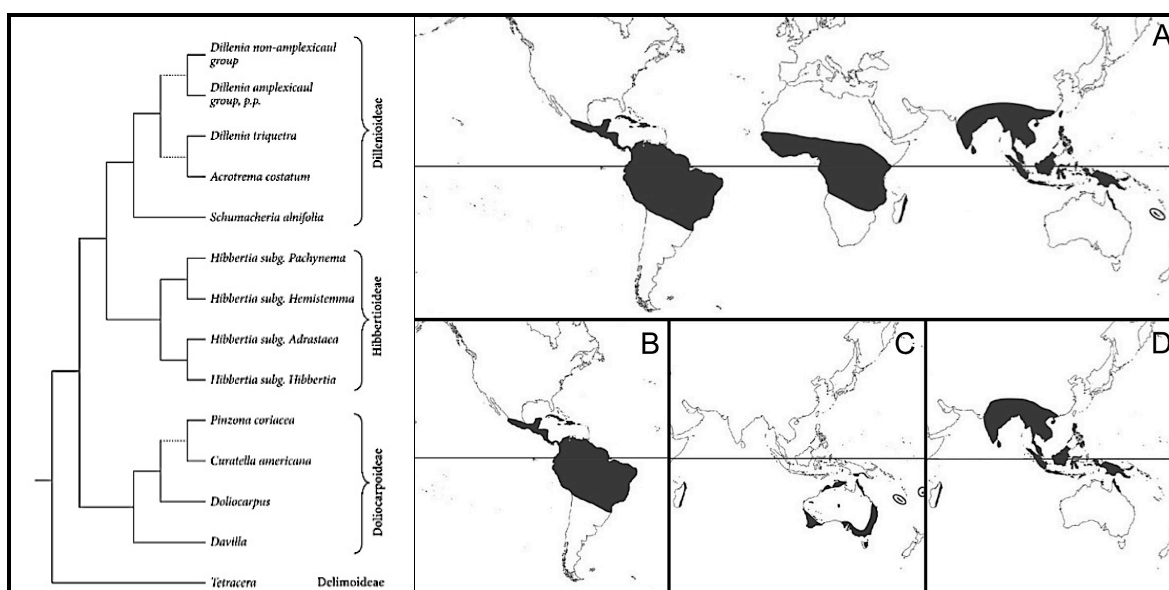 Dillenia non-amplexicaul
group
Dillenia amplexicaul
group, p.p.
Dillenia triquetra
Acrotrema costatum
Schumacheria alnifolia
Dillenioideae
Hibbertia subg. Pachynema
Hibbertia subg. Hemistemma
Hibbertia subg. Adrastaea
Hibbertia subg. Hibbertia
Hibbertioideae
Pinzona coriacea
Curatella americana
Doliocarpus
Davilla
Doliocarpoideae
Tetracera
Delimoideae
A
B
C
D